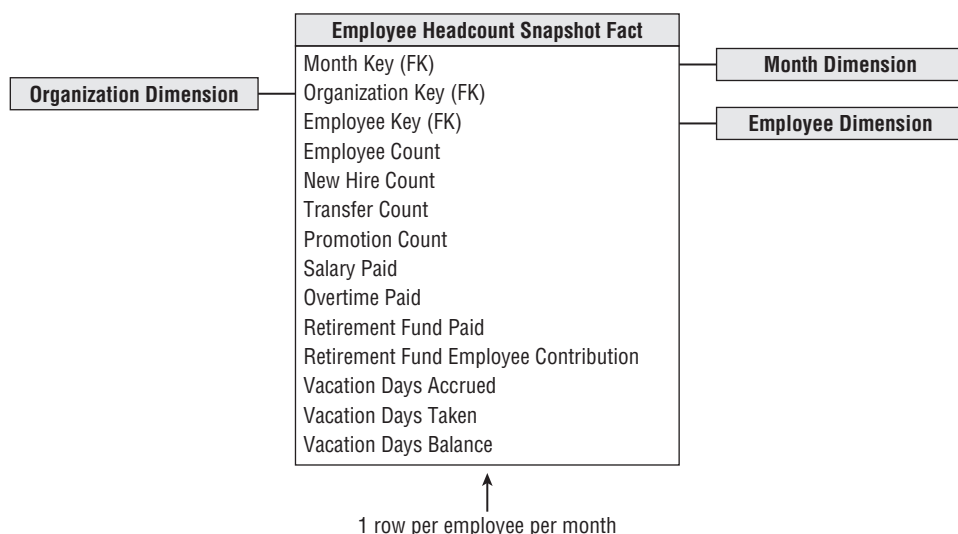 Employee Headcount Snapshot Fact
Month Key (FK)
Organization Key (FK)
Employee Key (FK)
Employee Count
New Hire Count
Transfer Count
Promotion Count
Salary Paid
Overtime Paid
Retirement Fund Paid
Retirement Fund Employee Contribution
Vacation Days Accrued
Vacation Days Taken
Vacation Days Balance
Organization Dimension
Month Dimension
Employee Dimension
1 row per employee per month